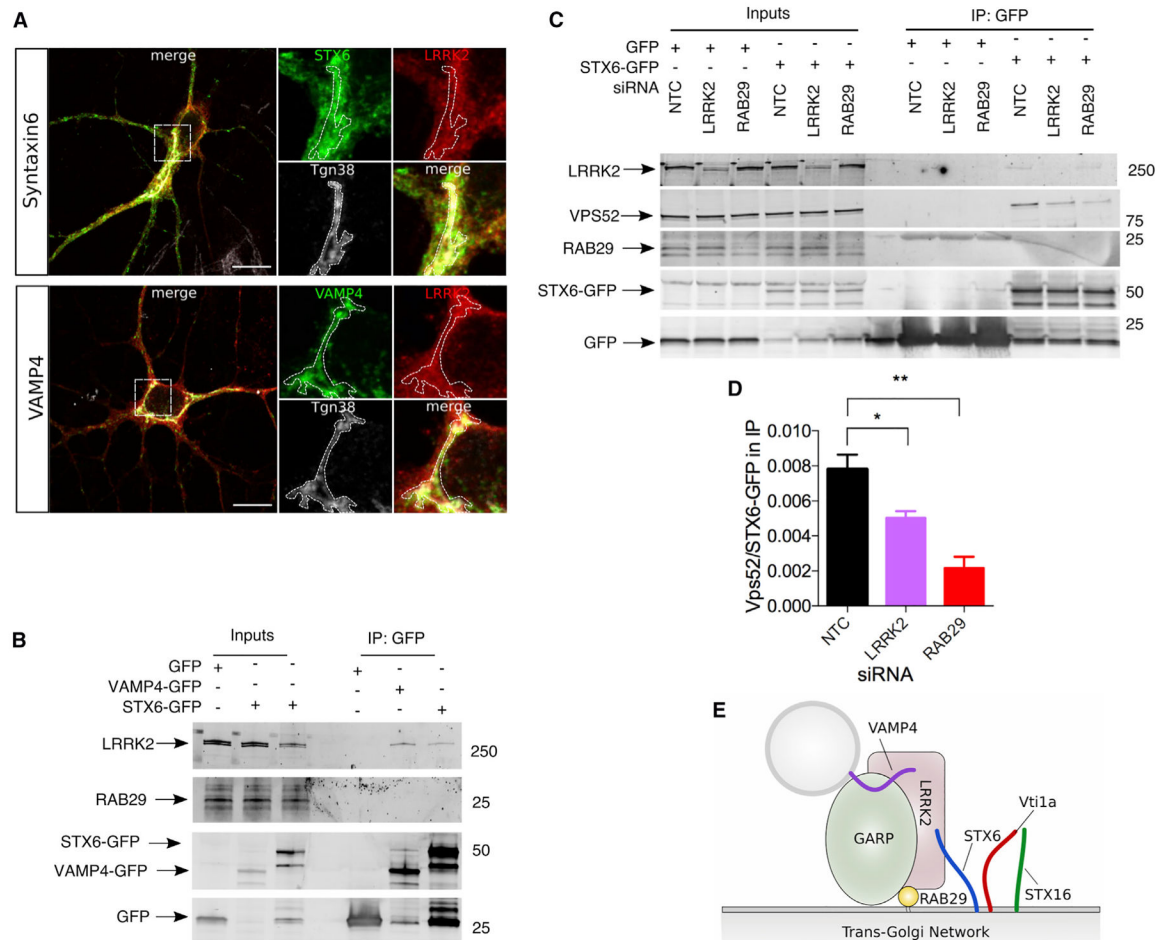 A
Syntaxin6
merge
STX6
LRRK2
Tgn38
merge
VAMP4
merge
VAMP4
LRRK2
Tgn38
merge
B
Inputs IP: GFP
GFP + - - + - -
VAMP4-GFP - - - - + -
STX6-GFP - + + - - +
LRRK2 250
RAB29 25
STX6-GFP 50
VAMP4-GFP
GFP 25
C
Inputs IP: GFP
GFP + + + - - - + + + - - -
STX6-GFP - - - + + + - - - + + +
siRNA NTC LRRK2 RAB29 NTC LRRK2 RAB29 NTC LRRK2 RAB29 NTC LRRK2 RAB29
LRRK2 250
VPS52 75
RAB29 25
STX6-GFP 50
GFP 25
D
**
*
Vps52/STX6-GFP in IP
0.010
0.008
0.006
0.004
0.002
0.000
NTC LRRK2 RAB29
siRNA
E
VAMP4
LRRK2
GARP
Vti1a
STX6
RAB29
STX16
Trans-Golgi Network